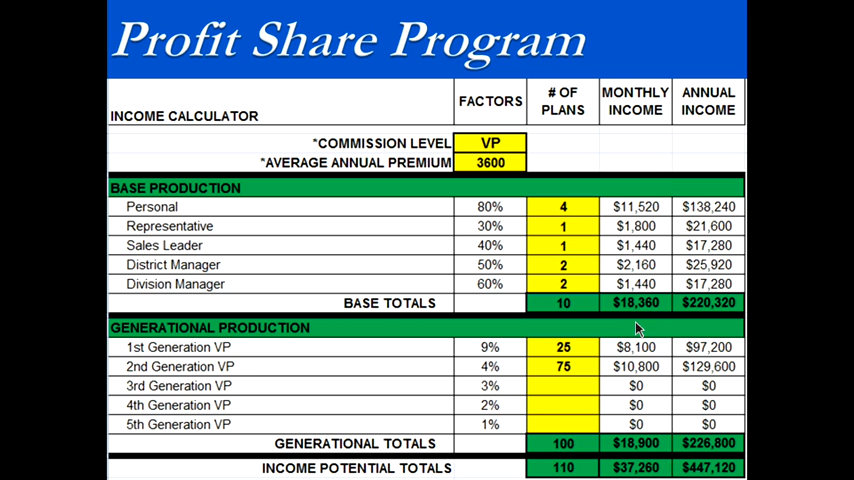 Profit Share Program
INCOME CALCULATOR FACTORS # OF PLANS MONTHLY INCOME ANNUAL INCOME
*COMMISSION LEVEL VP
*AVERAGE ANNUAL PREMIUM 3600
BASE PRODUCTION
Personal 80% 4 $11,520 $138,240
Representative 30% 1 $1,800 $21,600
Sales Leader 40% 1 $1,440 $17,280
District Manager 50% 2 $2,160 $25,920
Division Manager 60% 2 $1,440 $17,280
BASE TOTALS 10 $18,360 $220,320
GENERATIONAL PRODUCTION
1st Generation VP 9% 25 $8,100 $97,200
2nd Generation VP 4% 75 $10,800 $129,600
3rd Generation VP 3% $0 $0
4th Generation VP 2% $0 $0
5th Generation VP 1% $0 $0
GENERATIONAL TOTALS 100 $18,900 $226,800
INCOME POTENTIAL TOTALS 110 $37,260 $447,120